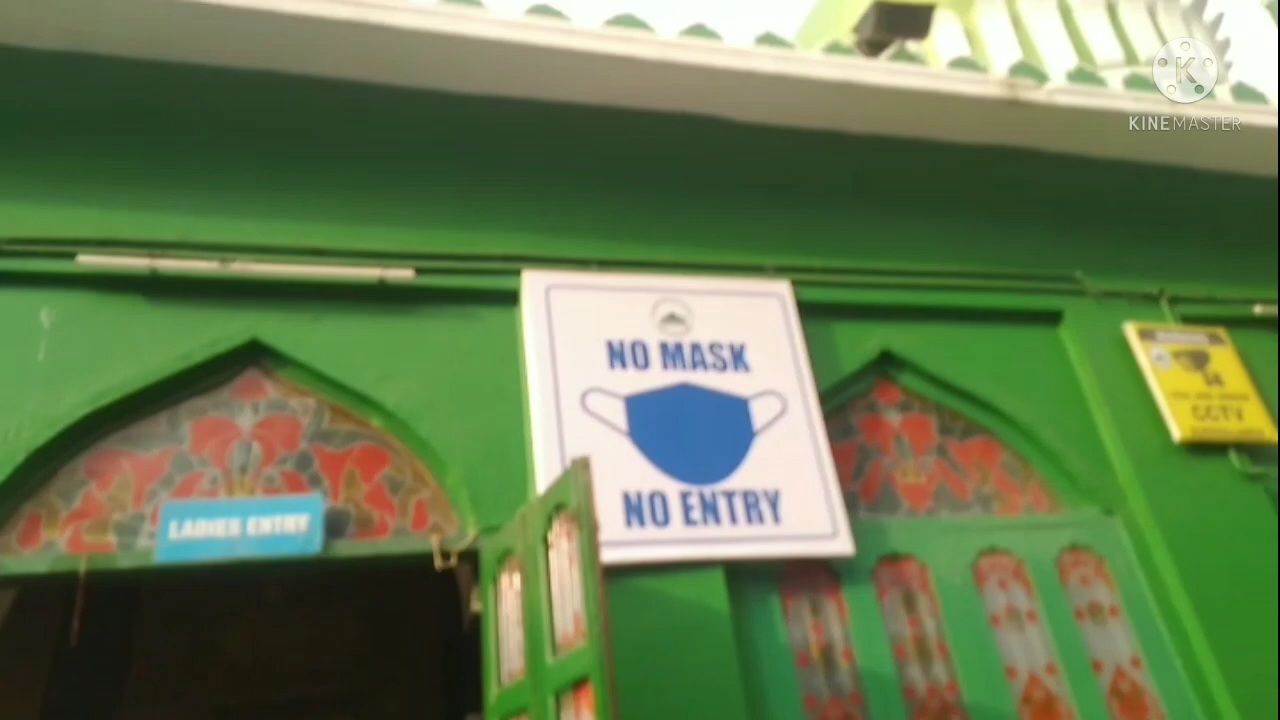 KINEMASTER
NO MASK
NO ENTRY
LADIES ENTRY
CCTV